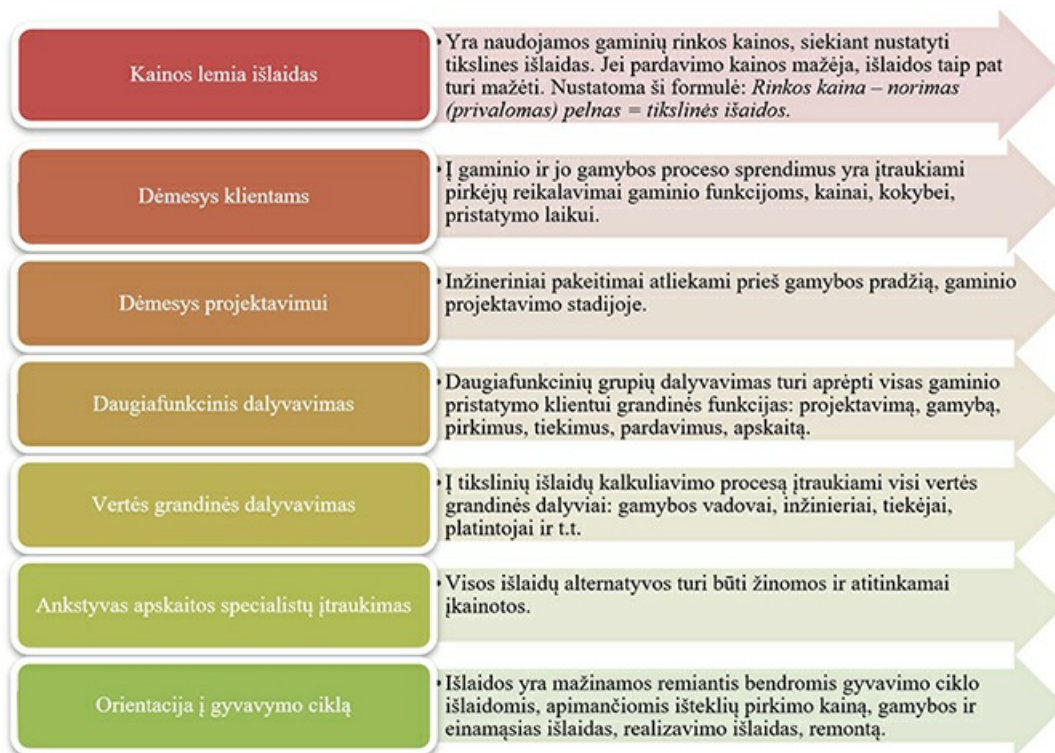 Kainos lemia išlaidas
• Yra naudojamos gaminių rinkos kainos, siekiant nustatyti
tikslines išlaidas. Jei pardavimo kainos mažėja, išlaidos taip pat
turi mažėti. Nustatoma ši formulė: Rinkos kaina – norimas
(privalomas) pelnas = tikslinės išaidos.
Dėmesys klientams
• Į gaminio ir jo gamybos proceso sprendimus yra įtraukiami
pirkėjų reikalavimai gaminio funkcijoms, kainai, kokybei,
pristatymo laikui.
Dėmesys projektavimui
• Inžineriniai pakeitimai atliekami prieš gamybos pradžią, gaminio
projektavimo stadijoje.
Daugiafunkcinis dalyvavimas
• Daugiafunkcinių grupių dalyvavimas turi aprėpti visas gaminio
pristatymo klientui grandinės funkcijas: projektavimą, gamybą,
pirkimus, tiekimus, pardavimus, apskaitą.
Vertės grandinės dalyvavimas
• Į tikslinių išlaidų kalkuliavimo procesą įtraukiami visi vertės
grandinės dalyviai: gamybos vadovai, inžinieriai, tiekėjai,
platintojai ir t.t.
Ankstyvas apskaitos specialistų įtraukimas
• Visos išlaidų alternatyvos turi būti žinomos ir atitinkamai
įkainotos.
Orientacija į gyvavymo ciklą
• Išlaidos yra mažinamos remiantis bendromis gyvavimo ciklo
išlaidomis, apimančiomis išteklių pirkimo kainą, gamybos ir
einamąsias išlaidas, realizavimo išlaidas, remontą.